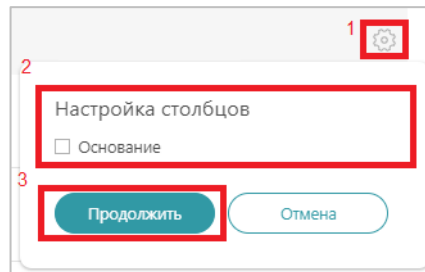 1
2
Настройка столбцов
Основание
3
Продолжить
Отмена